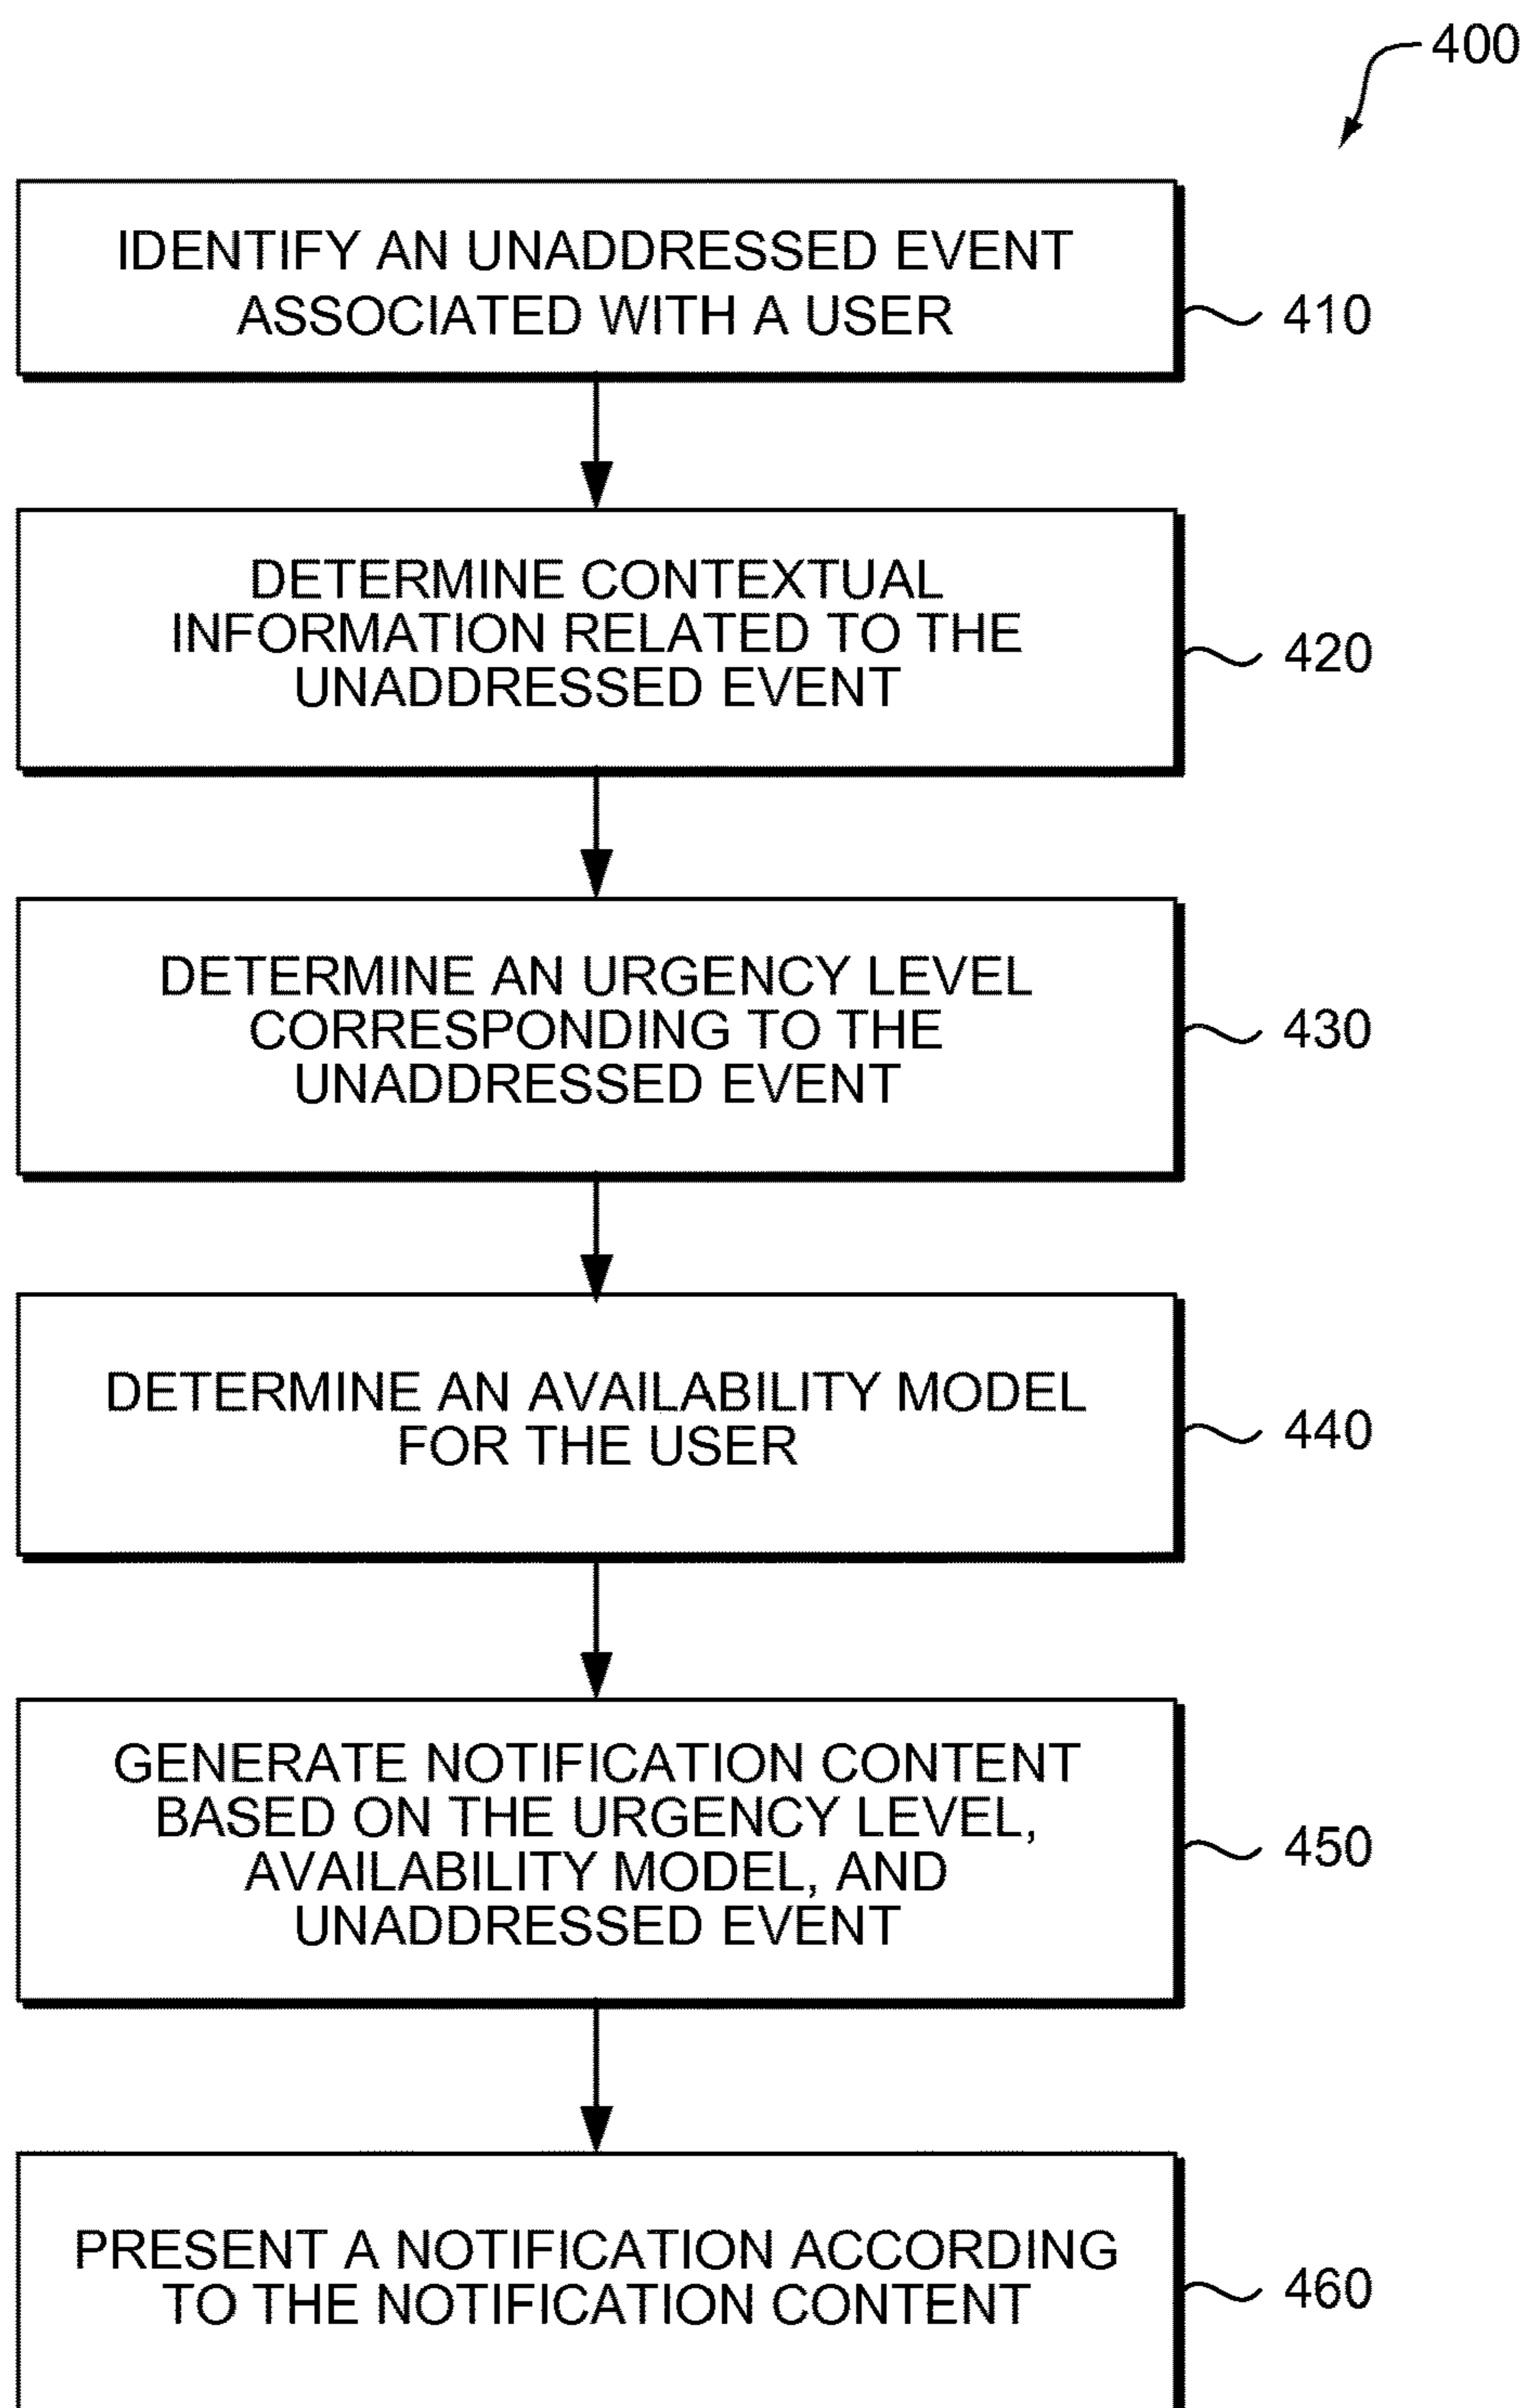 400
IDENTIFY AN UNADDRESSED EVENT
ASSOCIATED WITH A USER
410
DETERMINE CONTEXTUAL
INFORMATION RELATED TO THE
UNADDRESSED EVENT
420
DETERMINE AN URGENCY LEVEL
CORRESPONDING TO THE
UNADDRESSED EVENT
430
DETERMINE AN AVAILABILITY MODEL
FOR THE USER
440
GENERATE NOTIFICATION CONTENT
BASED ON THE URGENCY LEVEL,
AVAILABILITY MODEL, AND
UNADDRESSED EVENT
450
PRESENT A NOTIFICATION ACCORDING
TO THE NOTIFICATION CONTENT
460